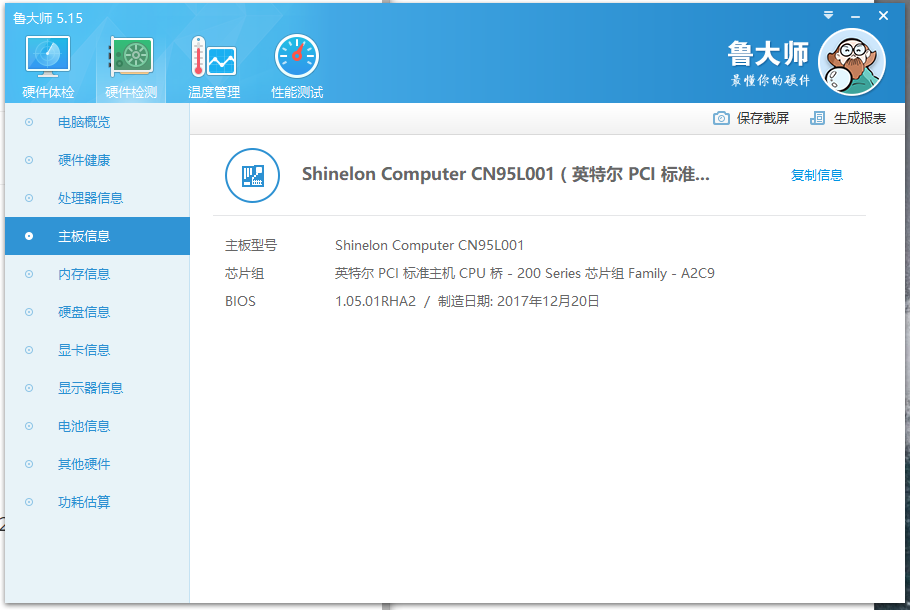 鲁大师 5.15
硬件体检 硬件检测 温度管理 性能测试
鲁大师
最懂你的硬件
保存截屏 生成报表
电脑概览
硬件健康
处理器信息
主板信息
内存信息
硬盘信息
显卡信息
显示器信息
电池信息
其他硬件
功耗估算
Shinelon Computer CN95L001 ( 英特尔 PCI 标准... 复制信息
主板型号 Shinelon Computer CN95L001
芯片组 英特尔 PCI 标准主机 CPU 桥 - 200 Series 芯片组 Family - A2C9
BIOS 1.05.01RHA2 / 制造日期: 2017年12月20日